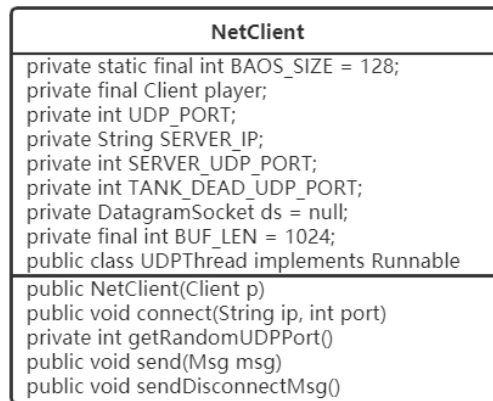 NetClient
private static final int BAOS_SIZE = 128;
private final Client player;
private int UDP_PORT;
private String SERVER_IP;
private int SERVER_UDP_PORT;
private int TANK_DEAD_UDP_PORT;
private DatagramSocket ds = null;
private final int BUF_LEN = 1024;
public class UDPThread implements Runnable
public NetClient(Client p)
public void connect(String ip, int port)
private int getRandomUDPPort()
public void send(Msg msg)
public void sendDisconnectMsg()